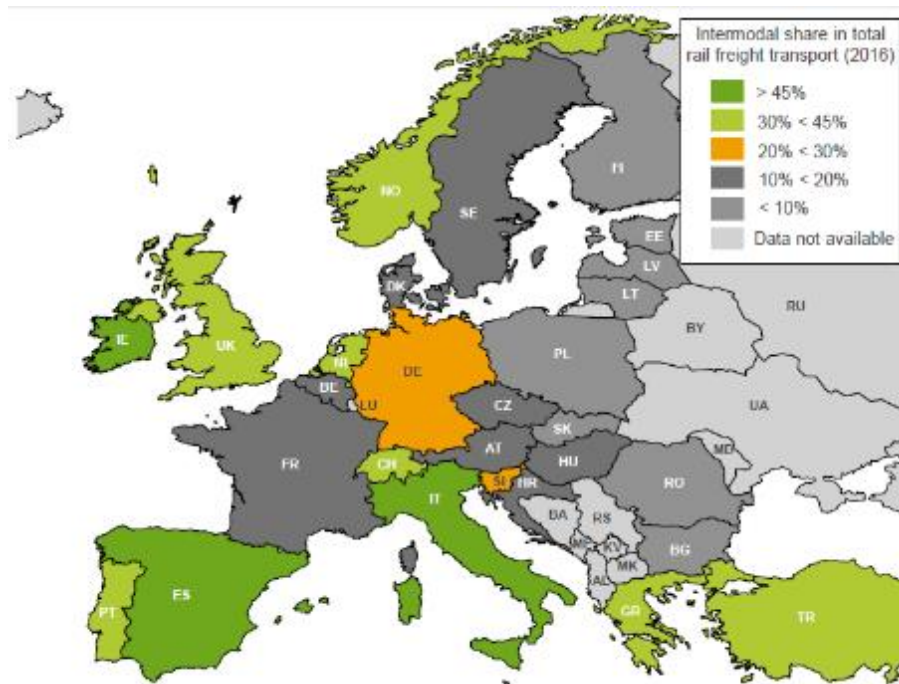 Intermodal share in total
rail freight transport (2016)
> 45%
30% < 45%
20% < 30%
10% < 20%
< 10%
Data not available
NO
SE
FI
EE
LV
LT
RU
DK
BY
IE
UK
NL
DE
PL
BE
LU
CZ
UA
SK
FR
AT
HU
MD
CH
IT
SI
HR
RO
BA
RS
KV
BG
MK
AL
ES
PT
GR
TR